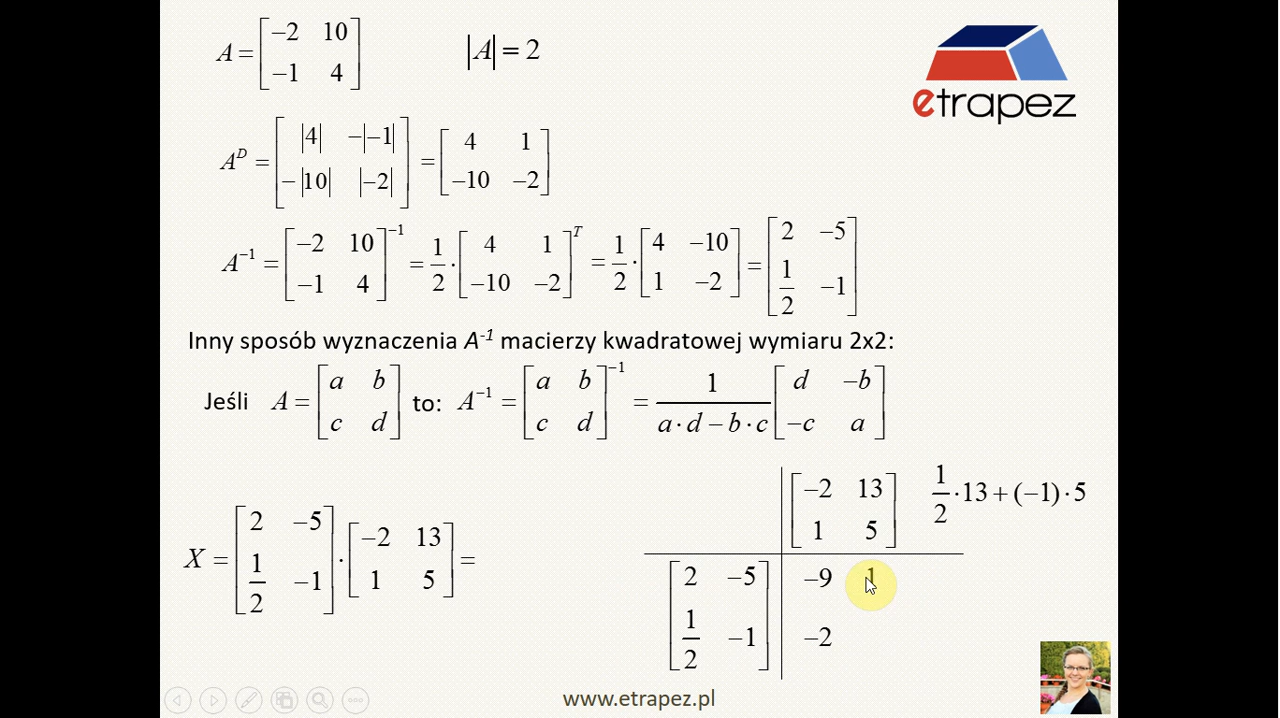 A = [−2 10; −1 4] |A| = 2
etrapez
A^D = [|4| −|−1|; −|10| |−2|] = [4 1; −10 −2]
A^−1 = [−2 10; −1 4]^−1 = 1/2 · [4 1; −10 −2]^T = 1/2 · [4 −10; 1 −2] = [2 −5; 1/2 −1]
Inny sposób wyznaczenia A^-1 macierzy kwadratowej wymiaru 2x2:
Jeśli A = [a b; c d] to: A^−1 = [a b; c d]^−1 = 1/(a·d − b·c) [d −b; −c a]
[−2 13; 1 5] 1/2 · 13 + (−1) · 5
X = [2 −5; 1/2 −1] · [−2 13; 1 5] =
[2 −5; 1/2 −1] −9 1
−2
www.etrapez.pl